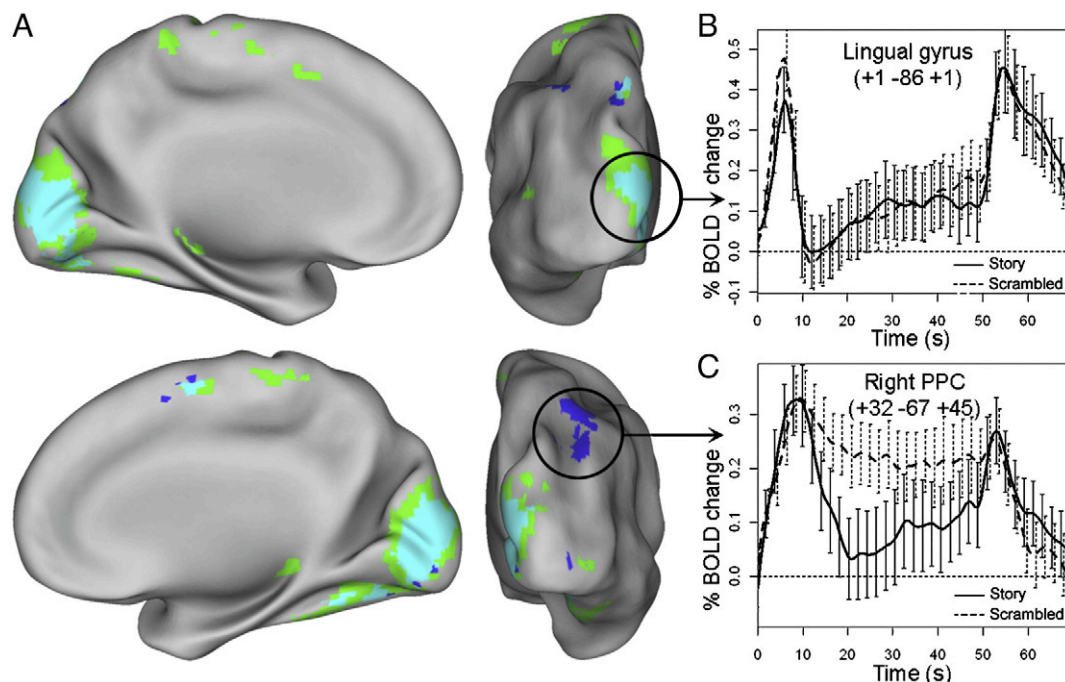 A
B
Lingual gyrus
(+1 -86 +1)
% BOLD change
-0.1 0.0 0.1 0.2 0.3 0.4 0.5
Story
Scrambled
0 10 20 30 40 50 60
Time (s)
C
Right PPC
(+32 -67 +45)
% BOLD change
0.0 0.1 0.2 0.3
Story
Scrambled
0 10 20 30 40 50 60
Time (s)